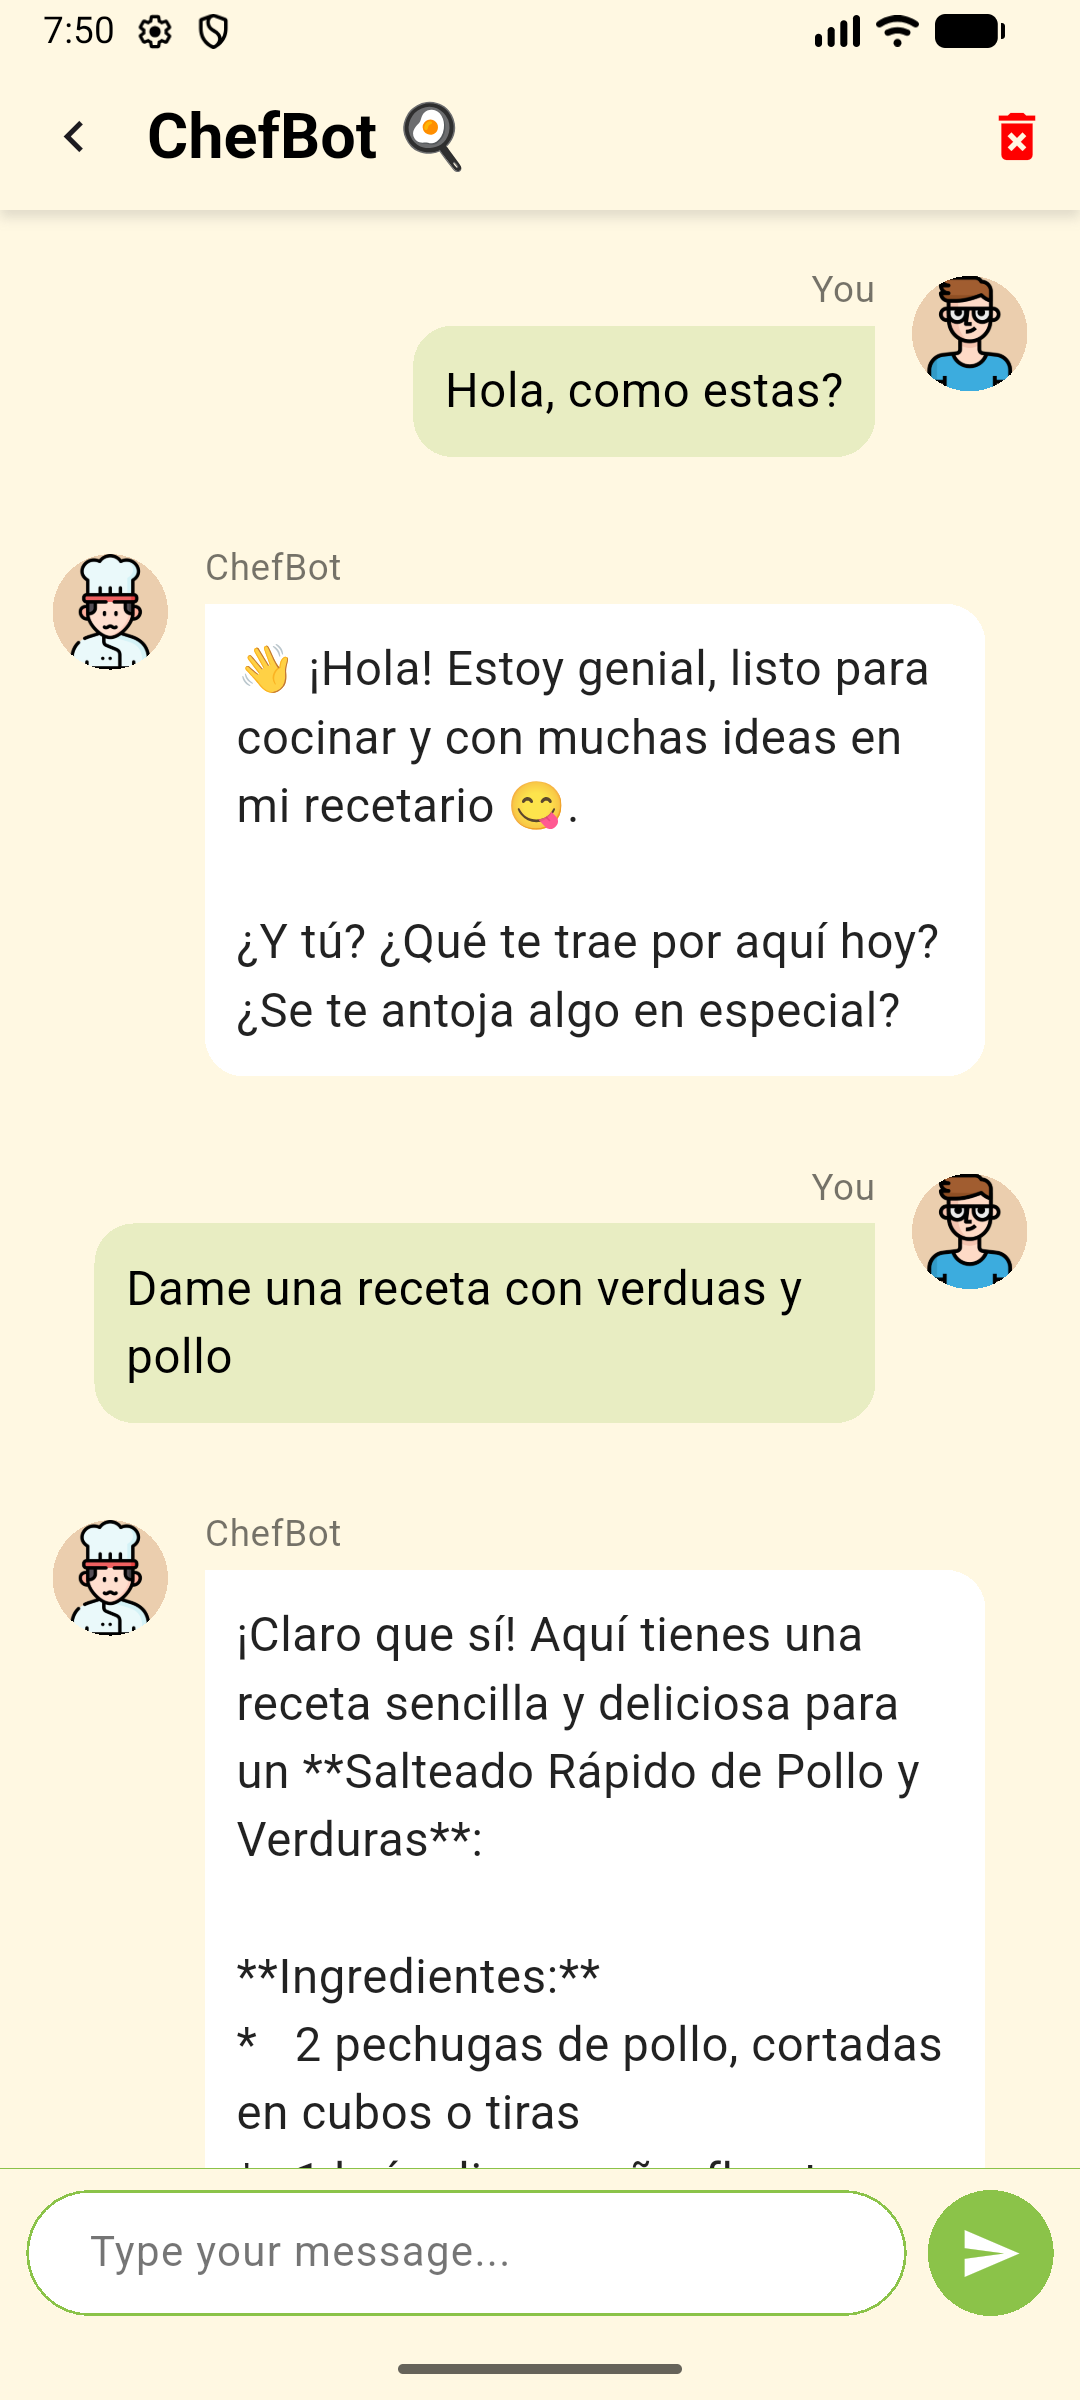 7:50
ChefBot 🍳
You
Hola, como estas?
ChefBot
👋 ¡Hola! Estoy genial, listo para
cocinar y con muchas ideas en
mi recetario 😋.
¿Y tú? ¿Qué te trae por aquí hoy?
¿Se te antoja algo en especial?
You
Dame una receta con verduas y
pollo
ChefBot
¡Claro que sí! Aquí tienes una
receta sencilla y deliciosa para
un **Salteado Rápido de Pollo y
Verduras**:
**Ingredientes:**
*   2 pechugas de pollo, cortadas
en cubos o tiras
Type your message...